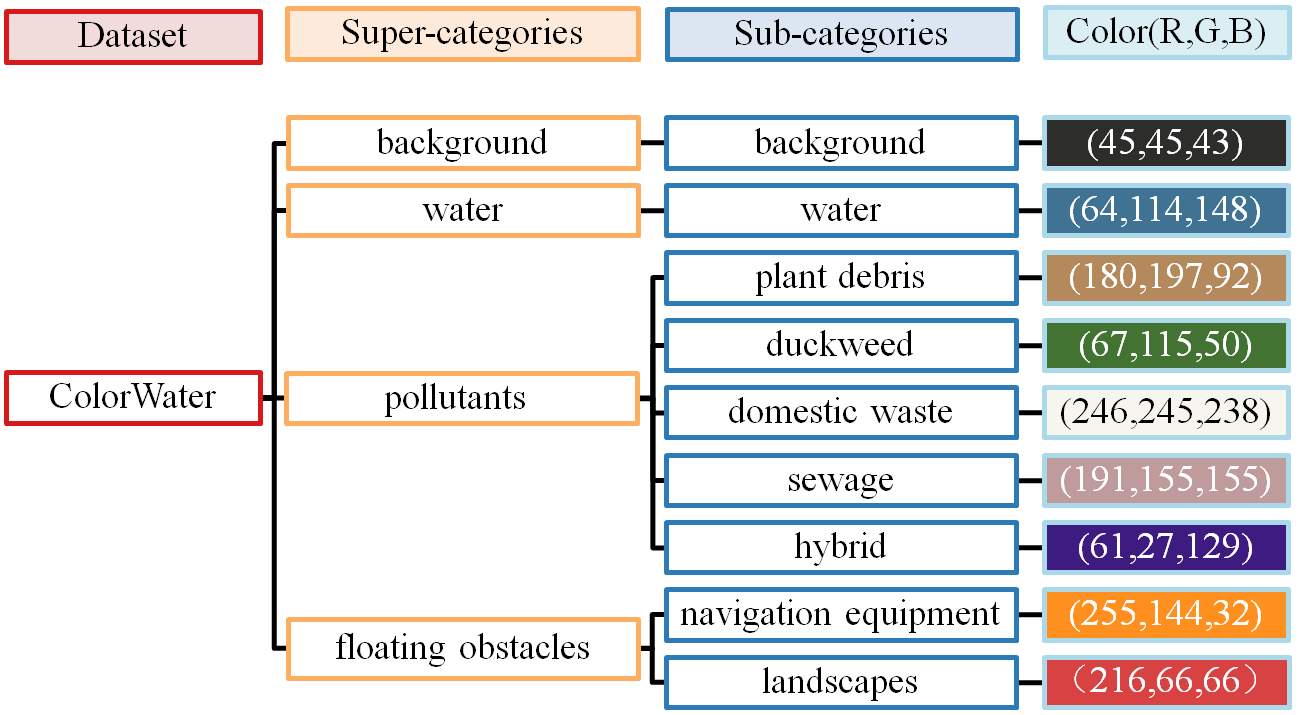 Dataset Super-categories Sub-categories Color(R,G,B)
background background (45,45,43)
water water (64,114,148)
plant debris (180,197,92)
duckweed (67,115,50)
ColorWater pollutants domestic waste (246,245,238)
sewage (191,155,155)
hybrid (61,27,129)
navigation equipment (255,144,32)
floating obstacles
landscapes （216,66,66）